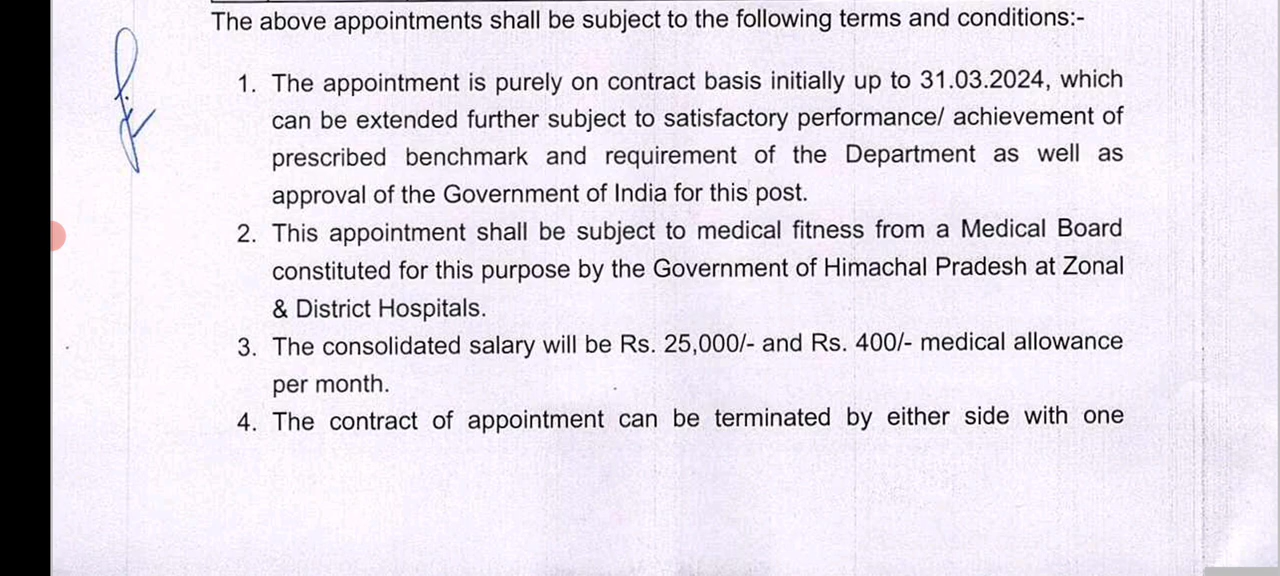 The above appointments shall be subject to the following terms and conditions:-
1. The appointment is purely on contract basis initially up to 31.03.2024, which
can be extended further subject to satisfactory performance/ achievement of
prescribed benchmark and requirement of the Department as well as
approval of the Government of India for this post.
2. This appointment shall be subject to medical fitness from a Medical Board
constituted for this purpose by the Government of Himachal Pradesh at Zonal
& District Hospitals.
3. The consolidated salary will be Rs. 25,000/- and Rs. 400/- medical allowance
per month.
4. The contract of appointment can be terminated by either side with one